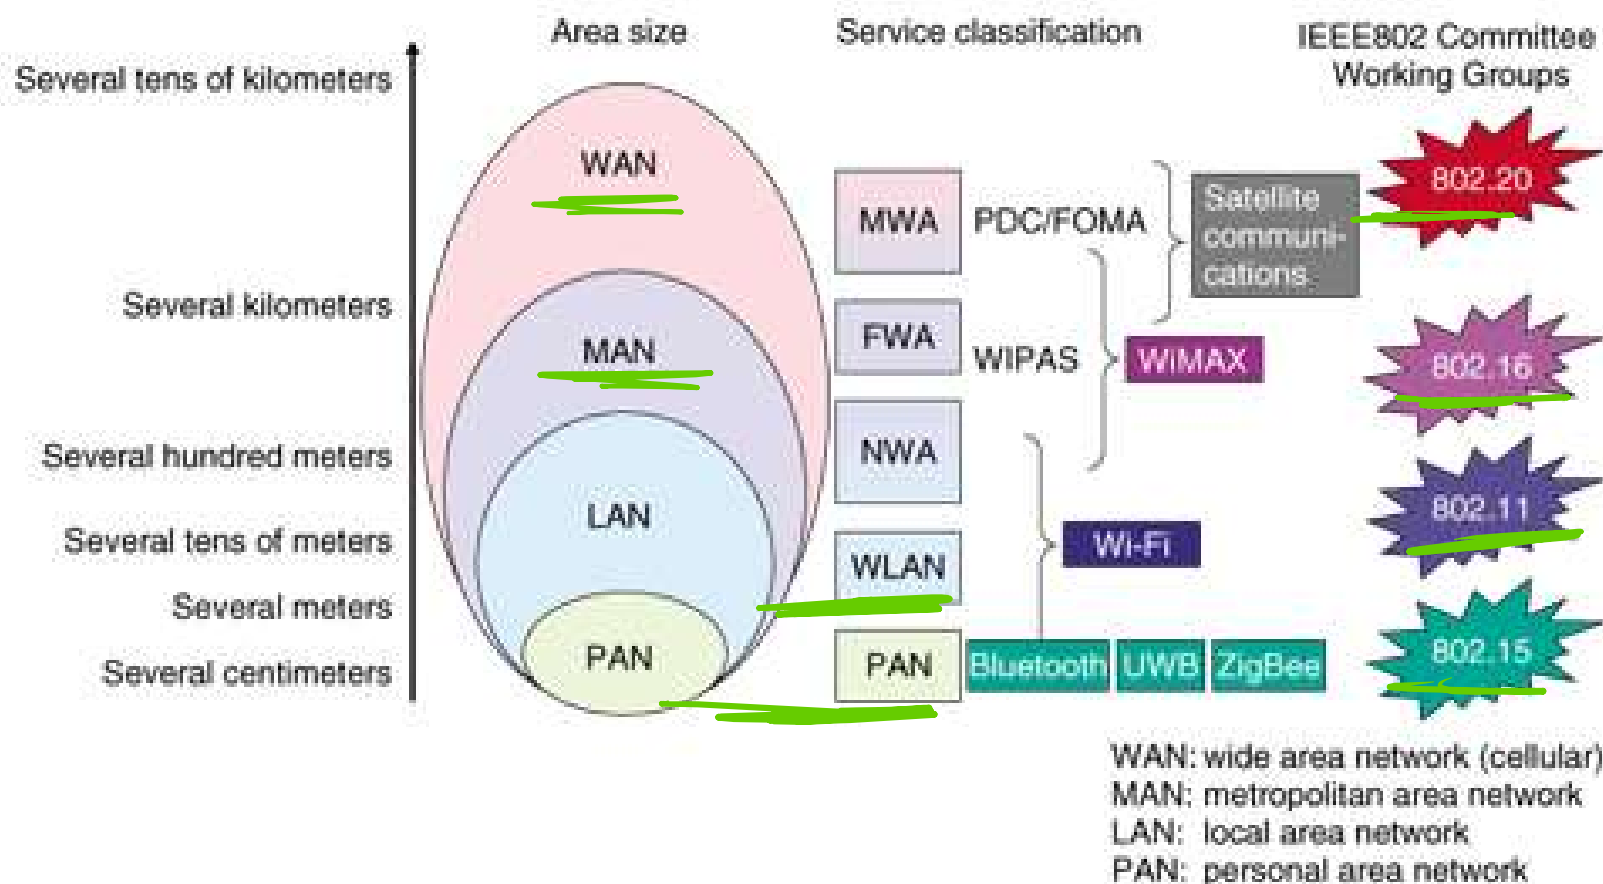 Area size
Service classification
IEEE802 Committee
Working Groups
Several tens of kilometers
Several kilometers
Several hundred meters
Several tens of meters
Several meters
Several centimeters
WAN
MAN
LAN
PAN
MWA
FWA
NWA
WLAN
PAN
PDC/FOMA
WIPAS
Satellite
communi-
cations
WiMAX
Wi-Fi
Bluetooth
UWB
ZigBee
802.20
802.16
802.11
802.15
WAN: wide area network (cellular)
MAN: metropolitan area network
LAN: local area network
PAN: personal area network